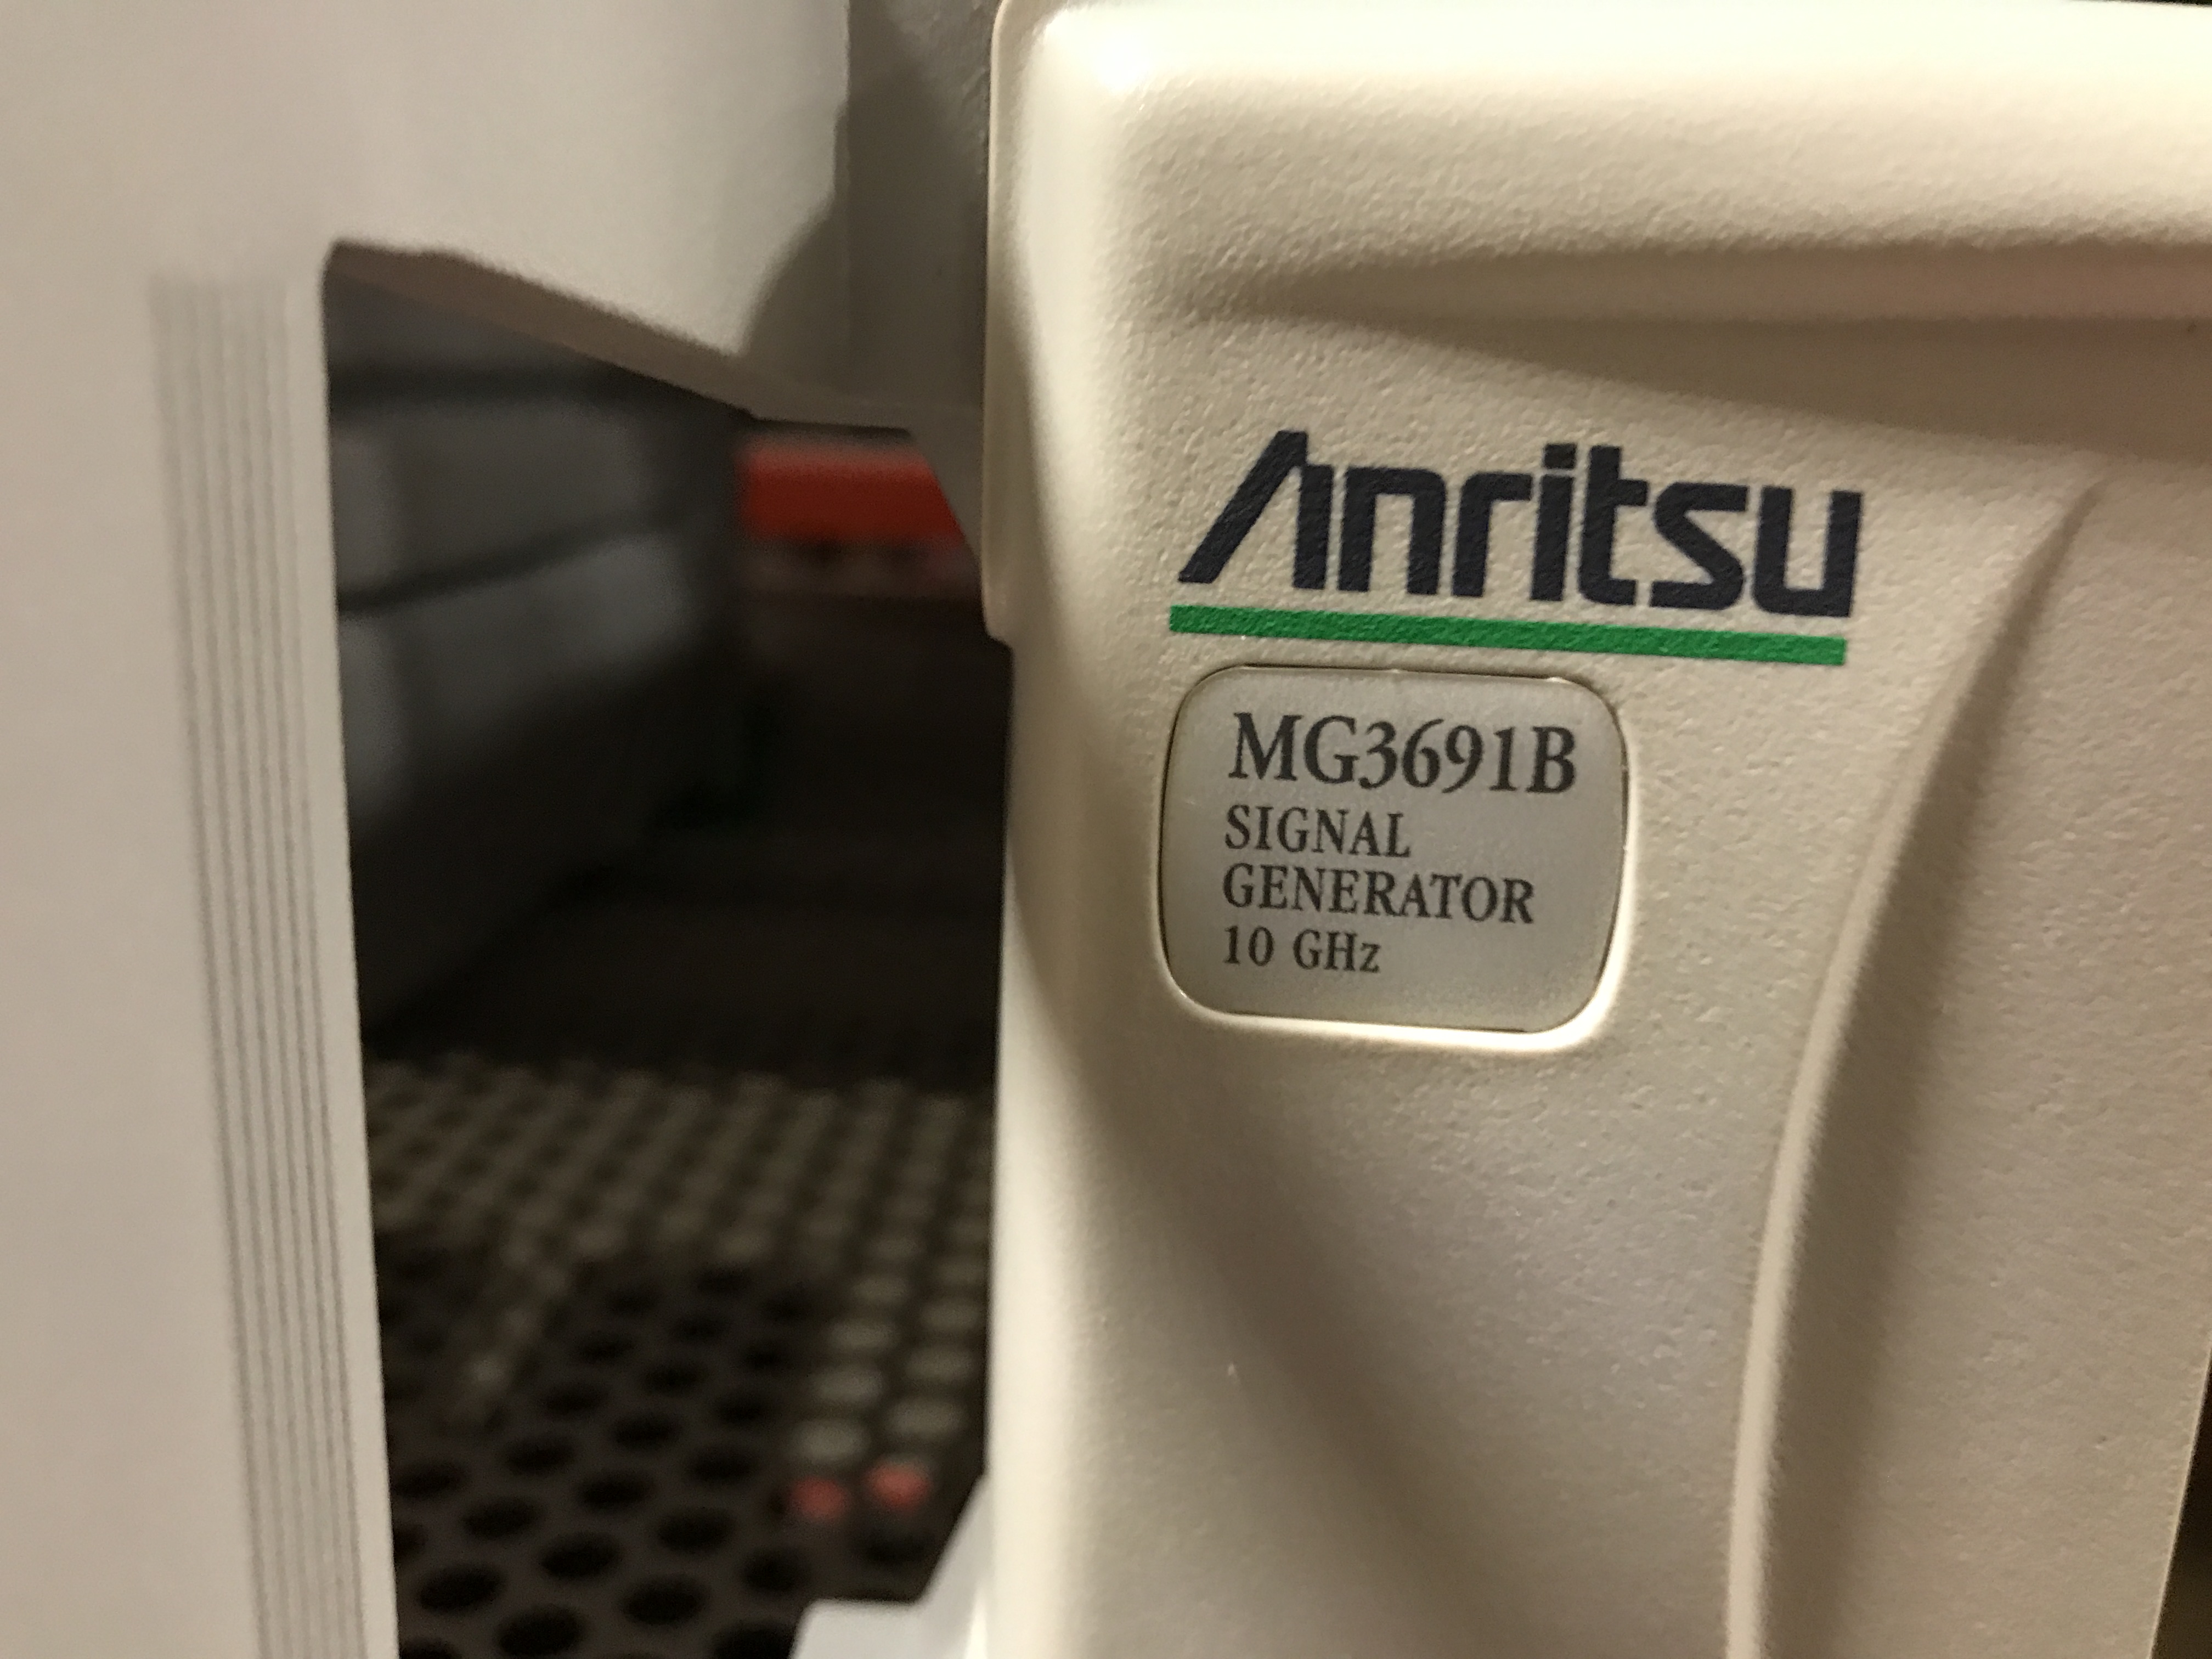 Anritsu
MG3691B
SIGNAL
GENERATOR
10 GHz